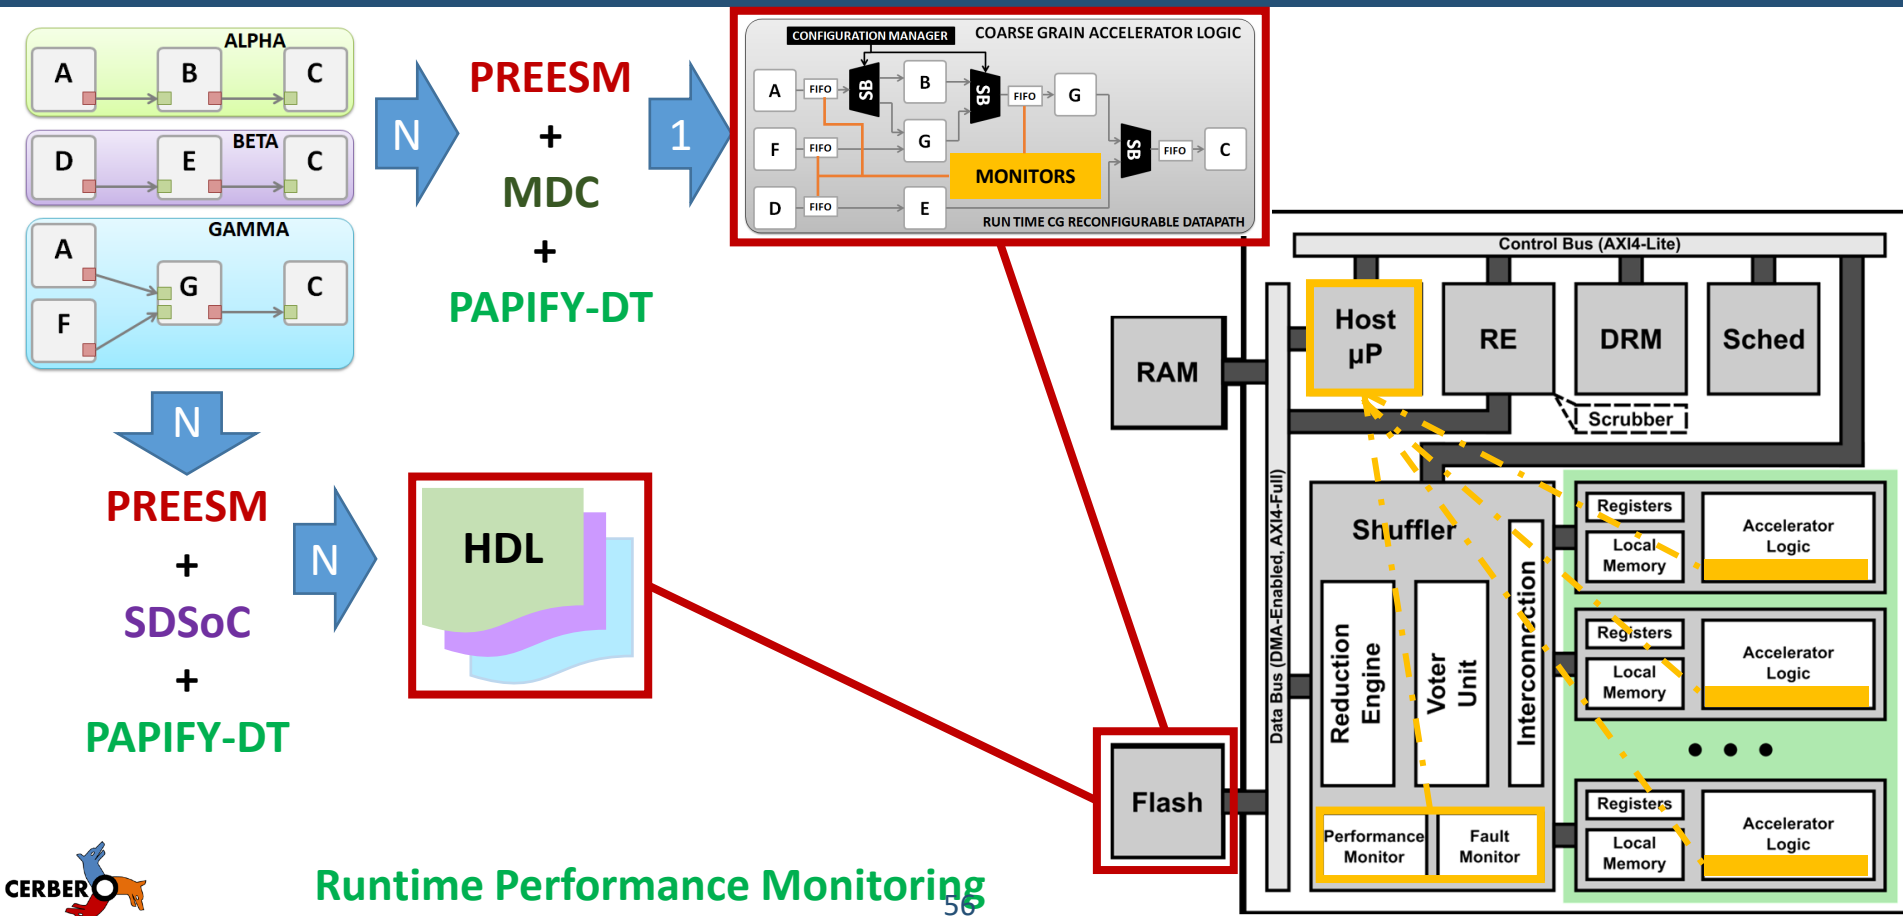 ALPHA
A
B
C
BETA
D
E
C
GAMMA
A
F
G
C
N
PREESM
+
MDC
+
PAPIFY-DT
1
CONFIGURATION MANAGER
COARSE GRAIN ACCELERATOR LOGIC
A
FIFO
SB
B
SB
FIFO
G
F
FIFO
G
SB
FIFO
C
MONITORS
D
FIFO
E
RUN TIME CG RECONFIGURABLE DATAPATH
N
PREESM
+
SDSoC
+
PAPIFY-DT
N
HDL
RAM
Flash
Control Bus (AXI4-Lite)
Data Bus (DMA-Enabled, AXI4-Full)
Host
µP
RE
DRM
Sched
Scrubber
Shuffler
Reduction
Engine
Voter
Unit
Interconnection
Performance
Monitor
Fault
Monitor
Registers
Local
Memory
Accelerator
Logic
Registers
Local
Memory
Accelerator
Logic
• • •
Registers
Local
Memory
Accelerator
Logic
CERBERO
Runtime Performance Monitoring
56